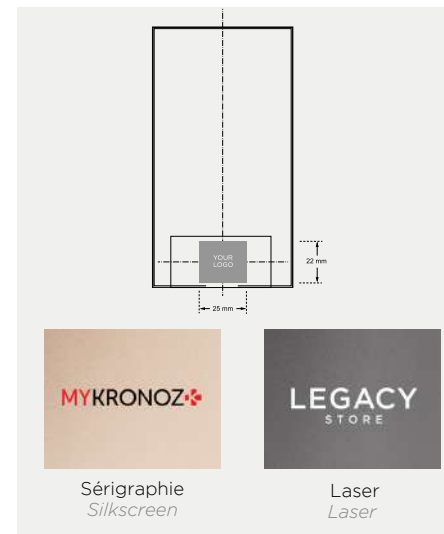 YOUR
LOGO
22 mm
25 mm
MYKRONOZ
LEGACY
STORE
Sérigraphie
Silkscreen
Laser
Laser